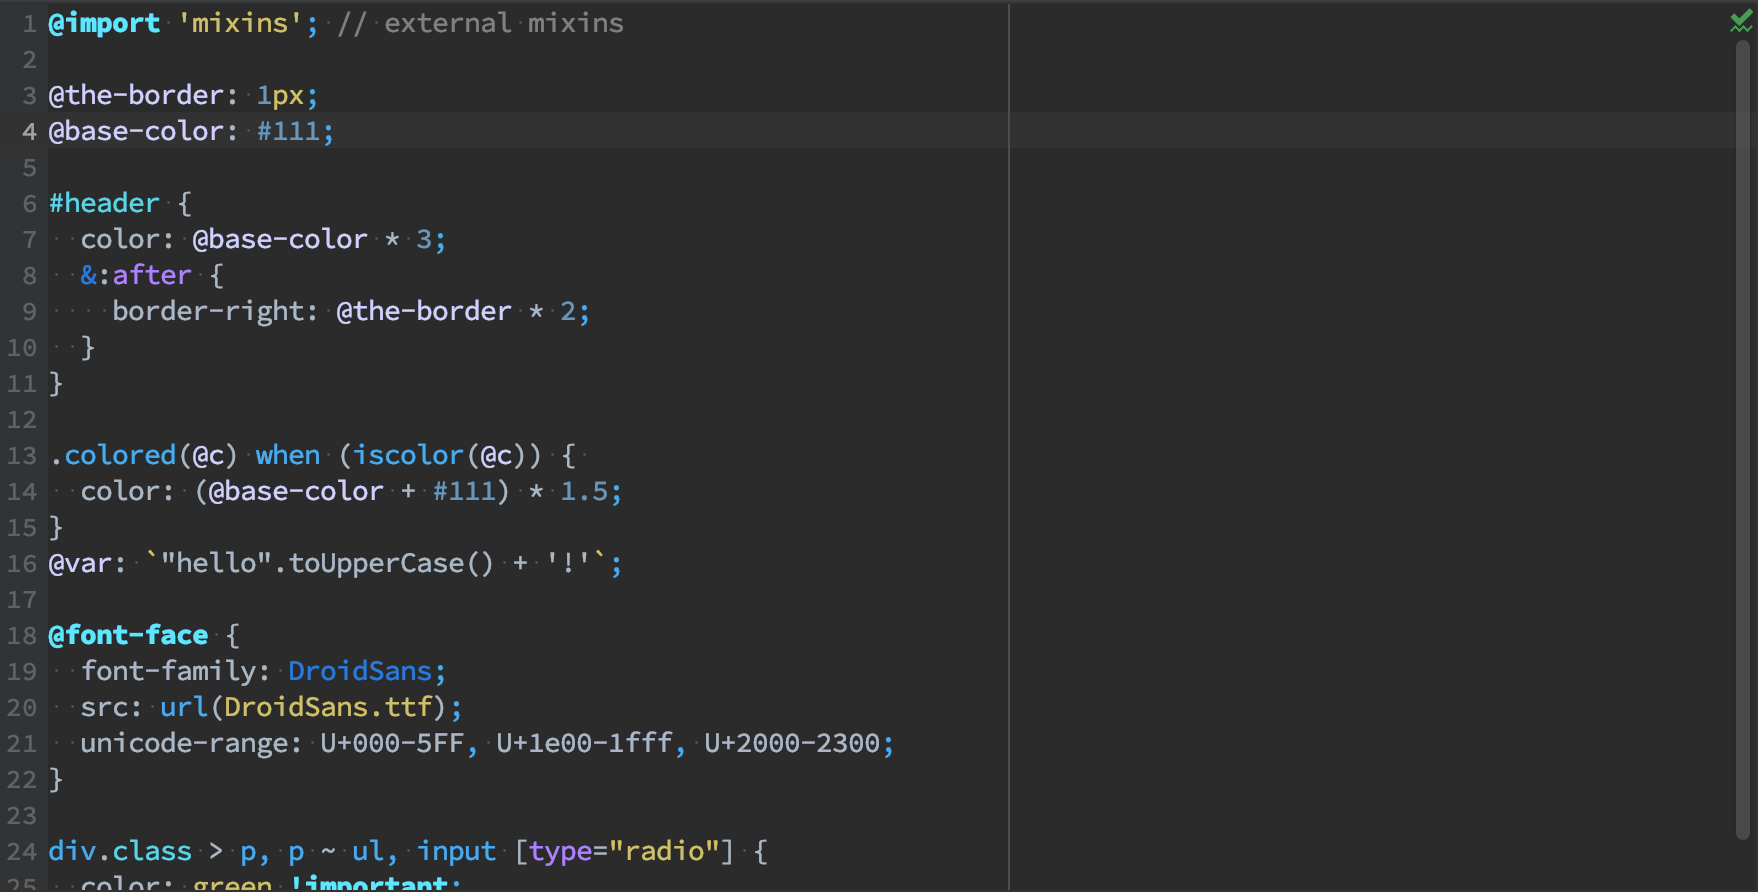 1 @import 'mixins'; // external mixins
2
3 @the-border: 1px;
4 @base-color: #111;
5
6 #header {
7   color: @base-color * 3;
8   &:after {
9     border-right: @the-border * 2;
10   }
11 }
12
13 .colored(@c) when (iscolor(@c)) {
14   color: (@base-color + #111) * 1.5;
15 }
16 @var: `"hello".toUpperCase() + '!'`;
17
18 @font-face {
19   font-family: DroidSans;
20   src: url(DroidSans.ttf);
21   unicode-range: U+000-5FF, U+1e00-1fff, U+2000-2300;
22 }
23
24 div.class > p, p ~ ul, input [type="radio"] {
25   color: green !important;